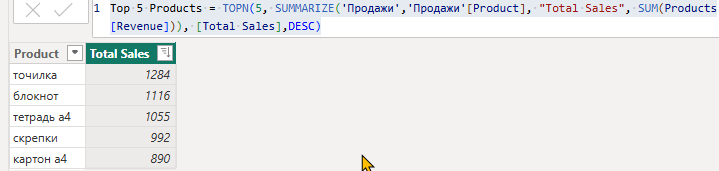 1 Top 5 Products = TOPN(5, SUMMARIZE('Продажи','Продажи'[Product], "Total Sales", SUM(Products
[Revenue])), [Total Sales],DESC)
Product Total Sales
точилка 1284
блокнот 1116
тетрадь а4 1055
скрепки 992
картон а4 890